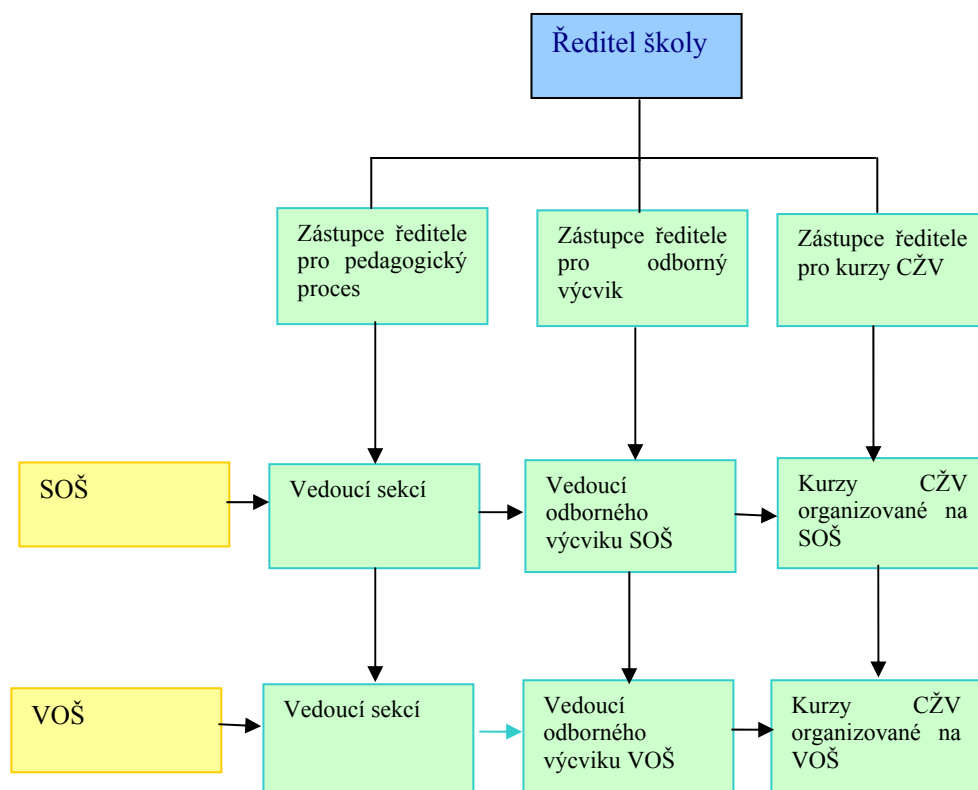 Ředitel školy
Zástupce ředitele
pro pedagogický
proces
Zástupce ředitele
pro odborný
výcvik
Zástupce ředitele
pro kurzy CŽV
SOŠ
Vedoucí sekcí
Vedoucí
odborného
výcviku SOŠ
Kurzy CŽV
organizované na
SOŠ
VOŠ
Vedoucí sekcí
Vedoucí
odborného
výcviku VOŠ
Kurzy CŽV
organizované na
VOŠ